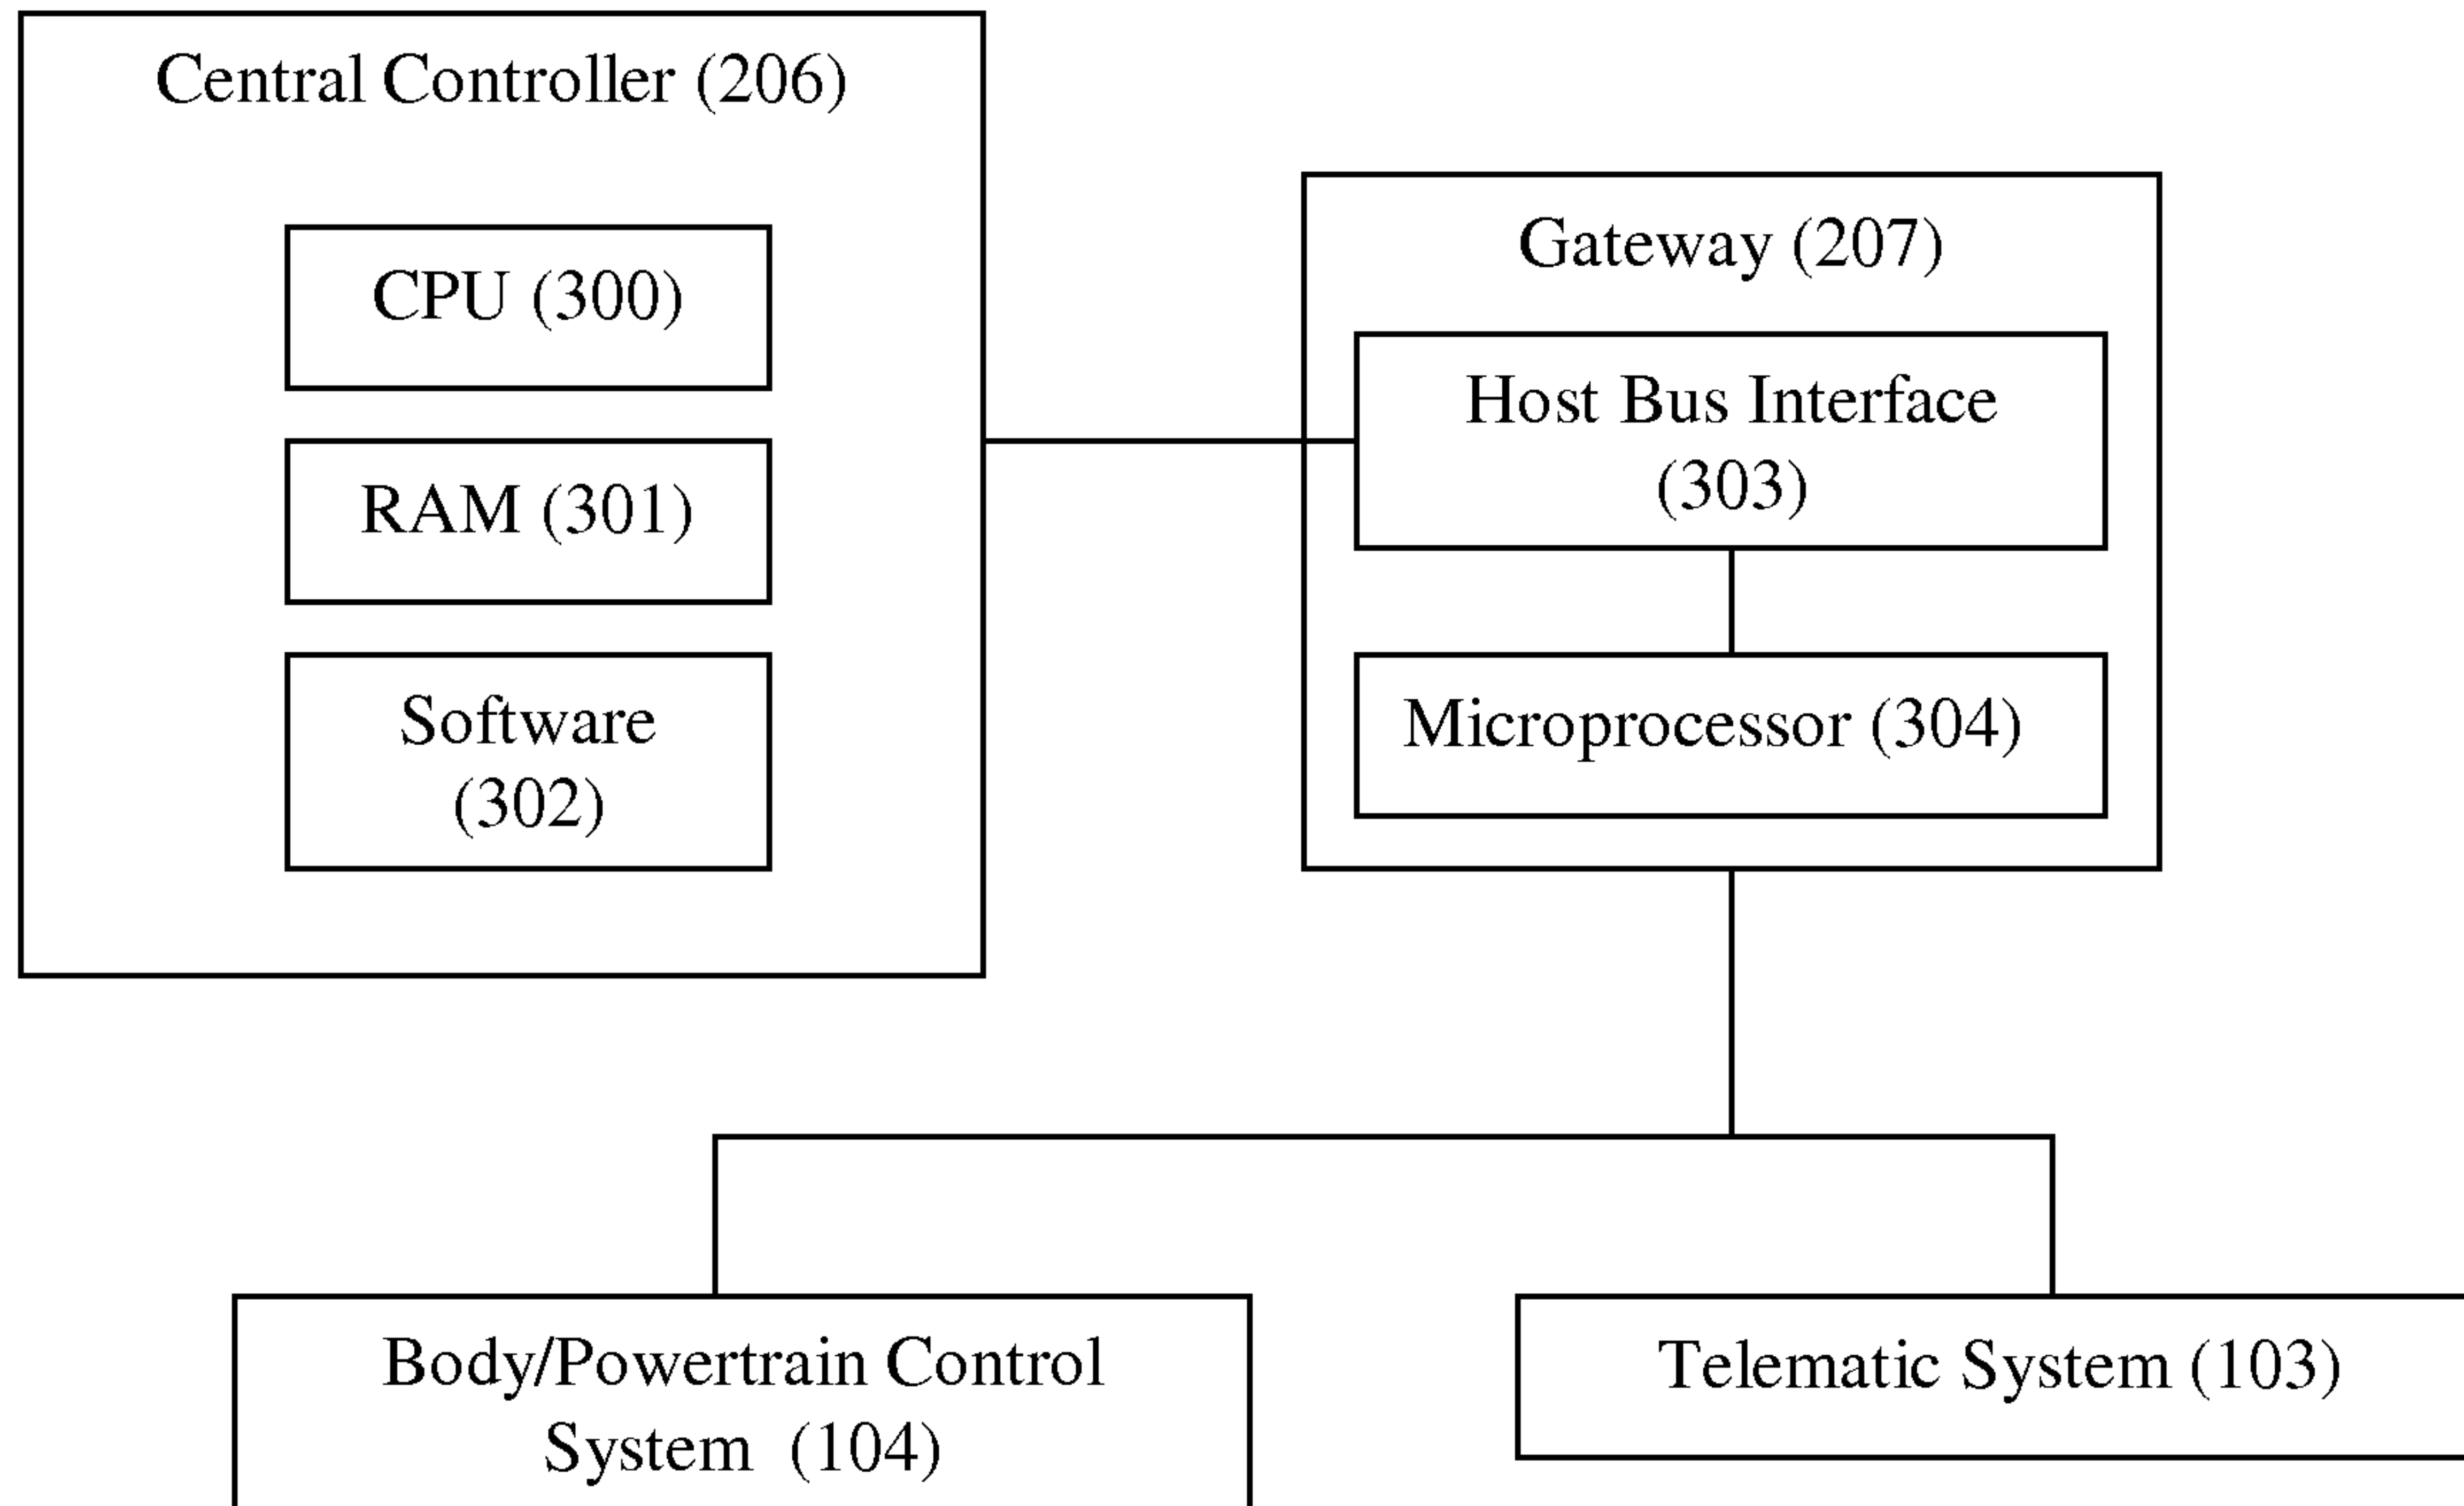 Central Controller (206)
CPU (300)
RAM (301)
Software
(302)
Gateway (207)
Host Bus Interface
(303)
Microprocessor (304)
Body/Powertrain Control
System  (104)
Telematic System (103)